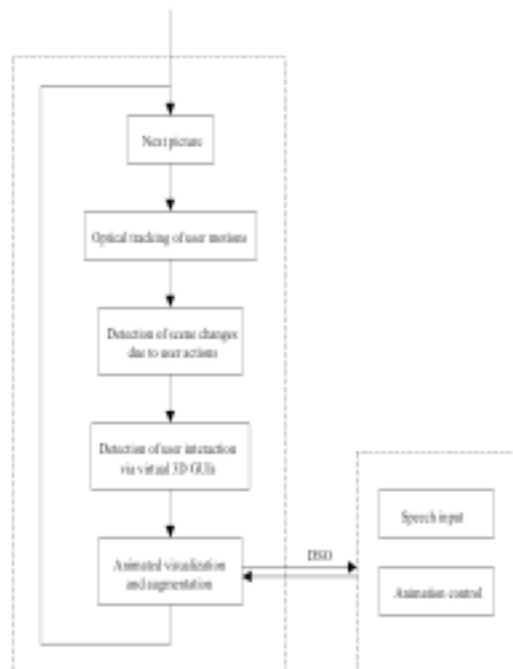 Next picture
Optical tracking of user motions
Detection of scene changes
due to user actions
Detection of user interaction
via virtual 3D GUIs
Animated visualization
and augmentation
DSO
Speech input
Animation control